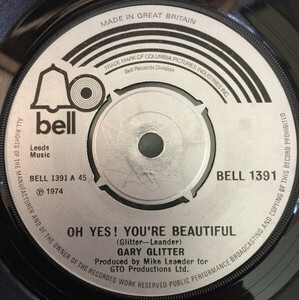 MADE IN GREAT BRITAIN
TRADE MARK OF COLUMBIA PICTURES INDUSTRIES INC.
Bell Records Division
bell
Leeds
Music
BELL 1391 A 45
BELL 1391
℗ 1974
OH YES! YOU'RE BEAUTIFUL
(Glitter—Leander)
GARY GLITTER
Produced by Mike Leander for
GTO Productions Ltd.
ALL RIGHTS OF THE MANUFACTURER AND OF THE OWNER OF THE RECORDED WORK RESERVED·UNAUTHORISED PUBLIC PERFORMANCE BROADCASTING AND COPYING OF THIS RECORD PROHIBITED